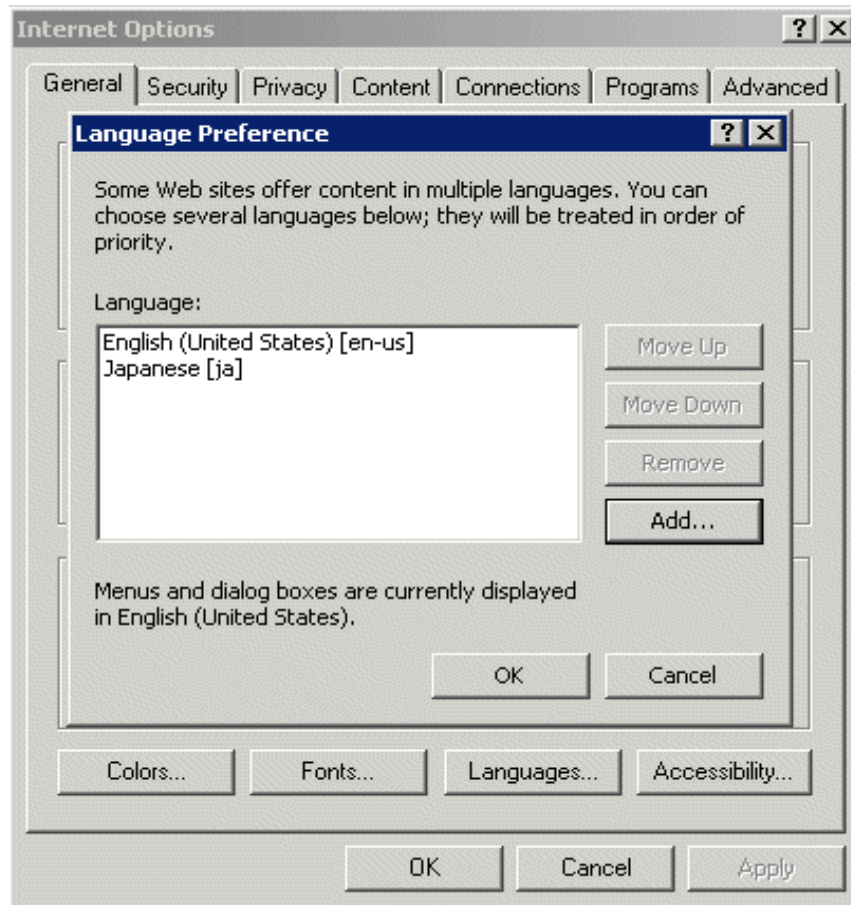 Internet Options
General Security Privacy Content Connections Programs Advanced
Language Preference
Some Web sites offer content in multiple languages. You can
choose several languages below; they will be treated in order of
priority.
Language:
English (United States) [en-us]
Japanese [ja]
Move Up
Move Down
Remove
Add...
Menus and dialog boxes are currently displayed
in English (United States).
OK Cancel
Colors... Fonts... Languages... Accessibility...
OK Cancel Apply